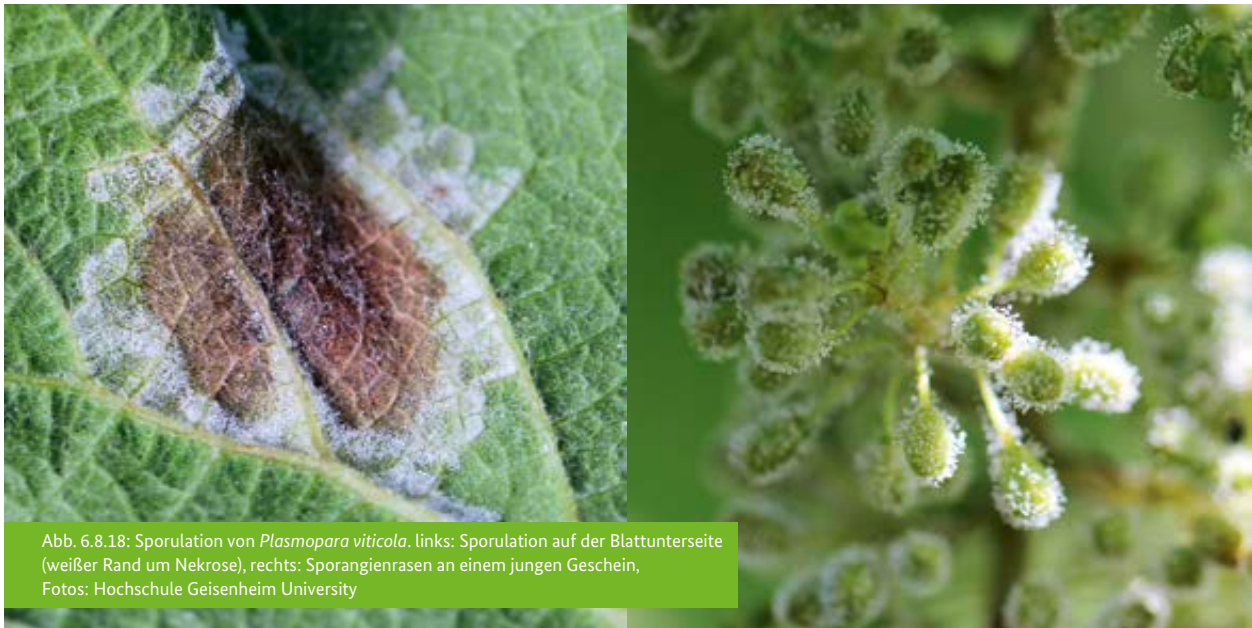 Abb. 6.8.18: Sporulation von Plasmopara viticola. links: Sporulation auf der Blattunterseite
(weißer Rand um Nekrose), rechts: Sporangienrasen an einem jungen Geschein,
Fotos: Hochschule Geisenheim University